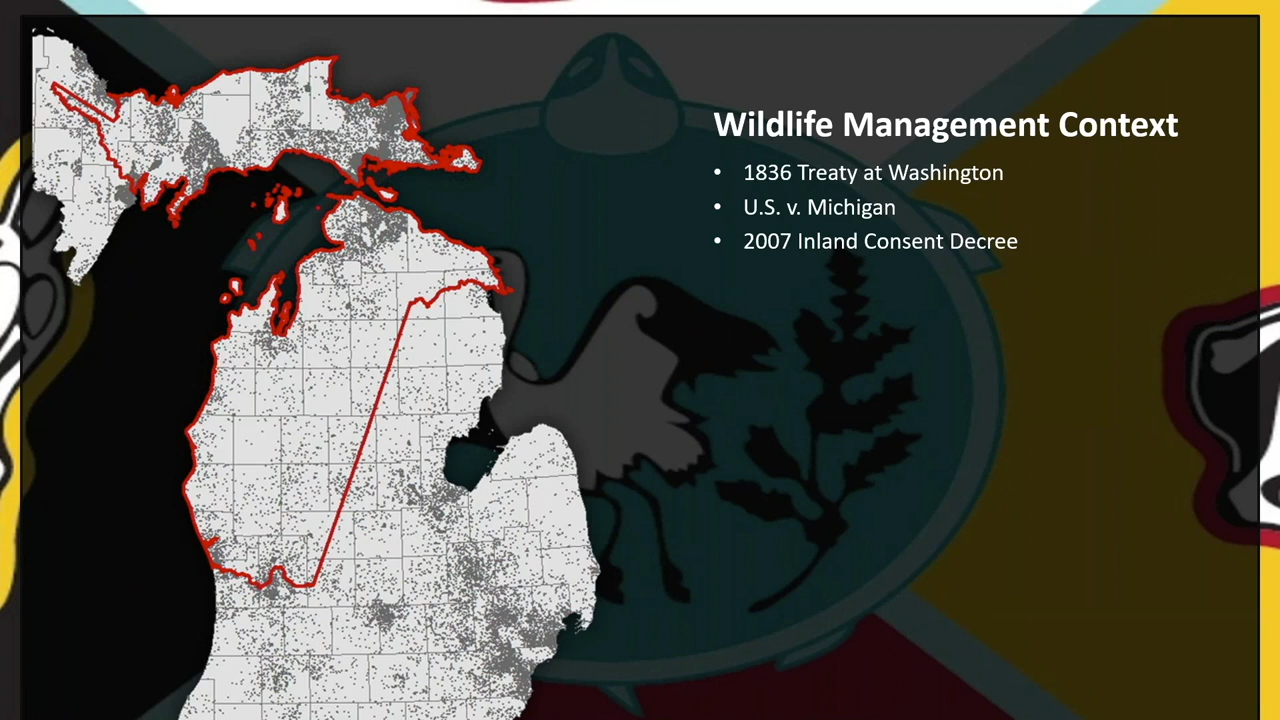 Wildlife Management Context
• 1836 Treaty at Washington
• U.S. v. Michigan
• 2007 Inland Consent Decree